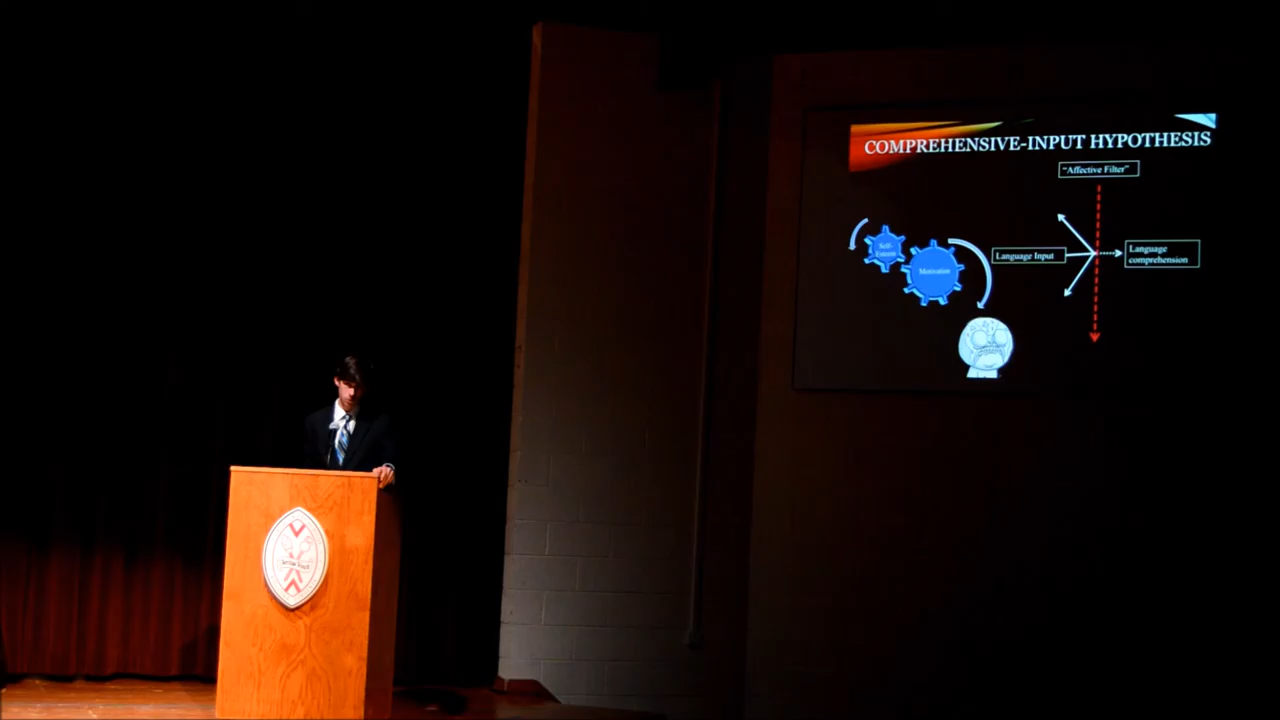 COMPREHENSIVE-INPUT HYPOTHESIS
"Affective Filter"
Self-
Esteem
Motivation
Language Input
Language
comprehension